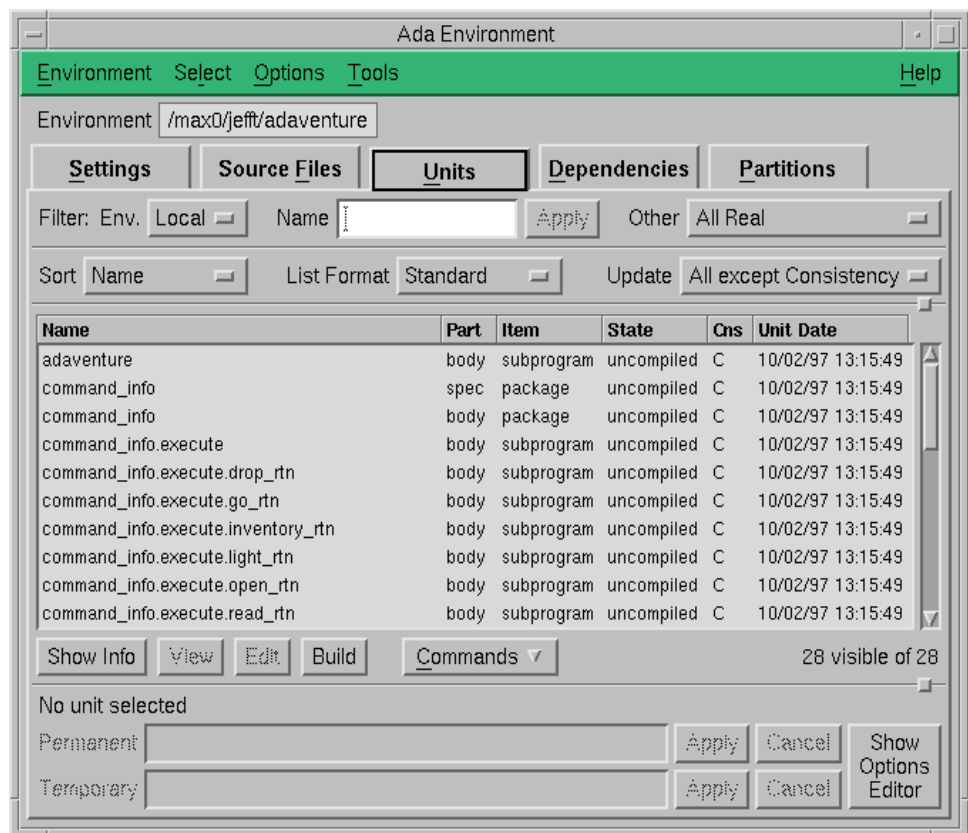 Ada Environment
Environment Select Options Tools Help
Environment /max0/jefft/adaventure
Settings Source Files Units Dependencies Partitions
Filter: Env. Local Name Apply Other All Real
Sort Name List Format Standard Update All except Consistency
Name Part Item State Cns Unit Date
adaventure body subprogram uncompiled C 10/02/97 13:15:49
command_info spec package uncompiled C 10/02/97 13:15:49
command_info body package uncompiled C 10/02/97 13:15:49
command_info.execute body subprogram uncompiled C 10/02/97 13:15:49
command_info.execute.drop_rtn body subprogram uncompiled C 10/02/97 13:15:49
command_info.execute.go_rtn body subprogram uncompiled C 10/02/97 13:15:49
command_info.execute.inventory_rtn body subprogram uncompiled C 10/02/97 13:15:49
command_info.execute.light_rtn body subprogram uncompiled C 10/02/97 13:15:49
command_info.execute.open_rtn body subprogram uncompiled C 10/02/97 13:15:49
command_info.execute.read_rtn body subprogram uncompiled C 10/02/97 13:15:49
Show Info View Edit Build Commands 28 visible of 28
No unit selected
Permanent Apply Cancel
Temporary Apply Cancel
Show
Options
Editor